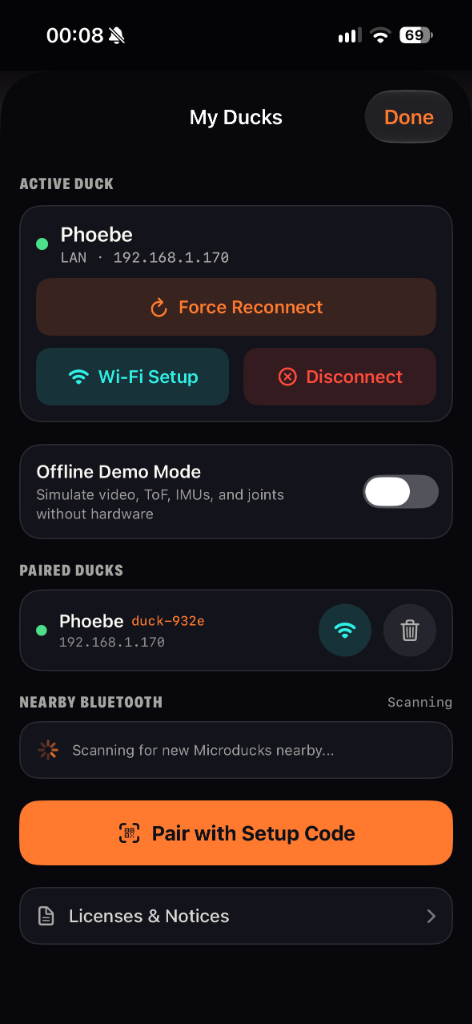 00:08
69
My Ducks
Done
ACTIVE DUCK
Phoebe
LAN · 192.168.1.170
Force Reconnect
Wi-Fi Setup
Disconnect
Offline Demo Mode
Simulate video, ToF, IMUs, and joints
without hardware
PAIRED DUCKS
Phoebe duck-932e
192.168.1.170
NEARBY BLUETOOTH
Scanning
Scanning for new Microducks nearby...
Pair with Setup Code
Licenses & Notices